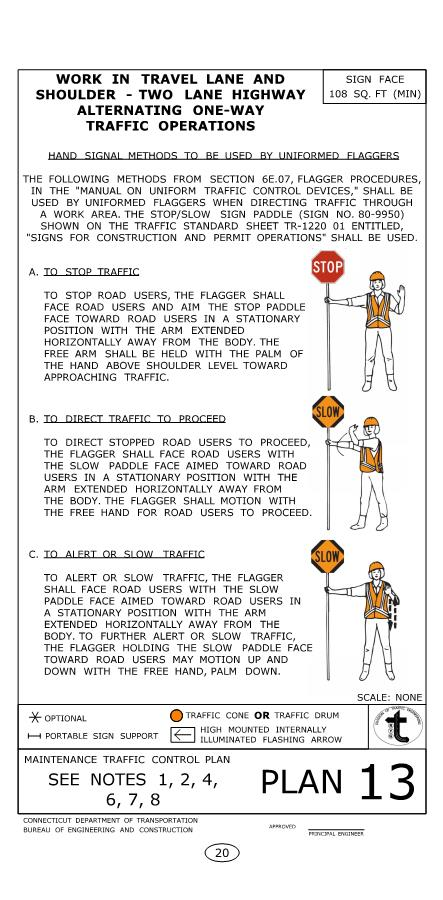 WORK IN TRAVEL LANE AND
SHOULDER - TWO LANE HIGHWAY
ALTERNATING ONE-WAY
TRAFFIC OPERATIONS
SIGN FACE
108 SQ. FT (MIN)
HAND SIGNAL METHODS TO BE USED BY UNIFORMED FLAGGERS
THE FOLLOWING METHODS FROM SECTION 6E.07, FLAGGER PROCEDURES,
IN THE "MANUAL ON UNIFORM TRAFFIC CONTROL DEVICES," SHALL BE
USED BY UNIFORMED FLAGGERS WHEN DIRECTING TRAFFIC THROUGH
A WORK AREA. THE STOP/SLOW SIGN PADDLE (SIGN NO. 80-9950)
SHOWN ON THE TRAFFIC STANDARD SHEET TR-1220 01 ENTITLED,
"SIGNS FOR CONSTRUCTION AND PERMIT OPERATIONS" SHALL BE USED.
A. TO STOP TRAFFIC
TO STOP ROAD USERS, THE FLAGGER SHALL
FACE ROAD USERS AND AIM THE STOP PADDLE
FACE TOWARD ROAD USERS IN A STATIONARY
POSITION WITH THE ARM EXTENDED
HORIZONTALLY AWAY FROM THE BODY. THE
FREE ARM SHALL BE HELD WITH THE PALM OF
THE HAND ABOVE SHOULDER LEVEL TOWARD
APPROACHING TRAFFIC.
STOP
B. TO DIRECT TRAFFIC TO PROCEED
TO DIRECT STOPPED ROAD USERS TO PROCEED,
THE FLAGGER SHALL FACE ROAD USERS WITH
THE SLOW PADDLE FACE AIMED TOWARD ROAD
USERS IN A STATIONARY POSITION WITH THE
ARM EXTENDED HORIZONTALLY AWAY FROM
THE BODY. THE FLAGGER SHALL MOTION WITH
THE FREE HAND FOR ROAD USERS TO PROCEED.
SLOW
C. TO ALERT OR SLOW TRAFFIC
TO ALERT OR SLOW TRAFFIC, THE FLAGGER
SHALL FACE ROAD USERS WITH THE SLOW
PADDLE FACE AIMED TOWARD ROAD USERS IN
A STATIONARY POSITION WITH THE ARM
EXTENDED HORIZONTALLY AWAY FROM THE
BODY. TO FURTHER ALERT OR SLOW TRAFFIC,
THE FLAGGER HOLDING THE SLOW PADDLE FACE
TOWARD ROAD USERS MAY MOTION UP AND
DOWN WITH THE FREE HAND, PALM DOWN.
SLOW
SCALE: NONE
OPTIONAL
PORTABLE SIGN SUPPORT
TRAFFIC CONE OR TRAFFIC DRUM
HIGH MOUNTED INTERNALLY
ILLUMINATED FLASHING ARROW
MAINTENANCE TRAFFIC CONTROL PLAN
SEE NOTES 1, 2, 4,
6, 7, 8
PLAN 13
CONNECTICUT DEPARTMENT OF TRANSPORTATION
BUREAU OF ENGINEERING AND CONSTRUCTION
APPROVED
PRINCIPAL ENGINEER
20